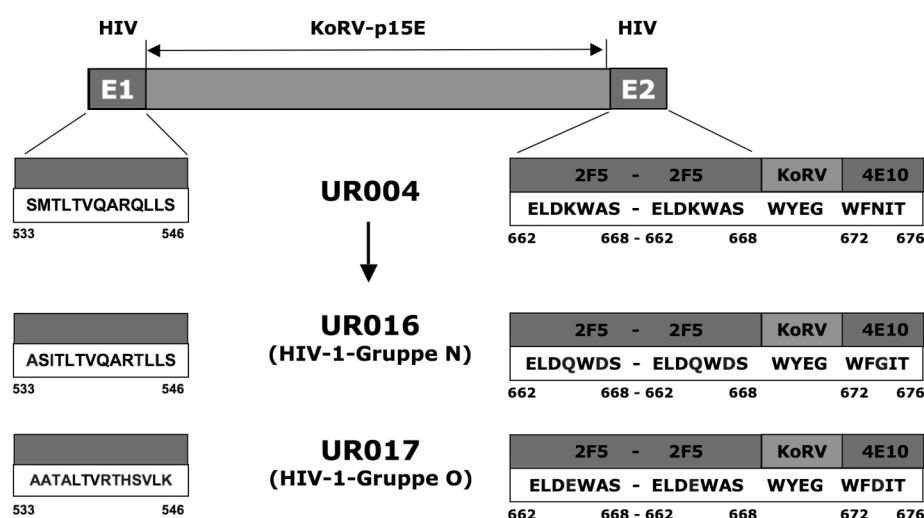 HIV KoRV-p15E HIV
E1 E2
2F5 - 2F5 KoRV 4E10
UR004
SMTLTVQARQLLS ELDKWAS - ELDKWAS WYEG WFNIT
533 546 662 668 - 662 668 672 676
UR016
2F5 - 2F5 KoRV 4E10
(HIV-1-Gruppe N)
ASITLTVQARTLLS ELDQWDS - ELDQWDS WYEG WFGIT
533 546 662 668 - 662 668 672 676
UR017
2F5 - 2F5 KoRV 4E10
(HIV-1-Gruppe O)
AATALTVRTHSVLK ELDEWAS - ELDEWAS WYEG WFDIT
533 546 662 668 - 662 668 672 676